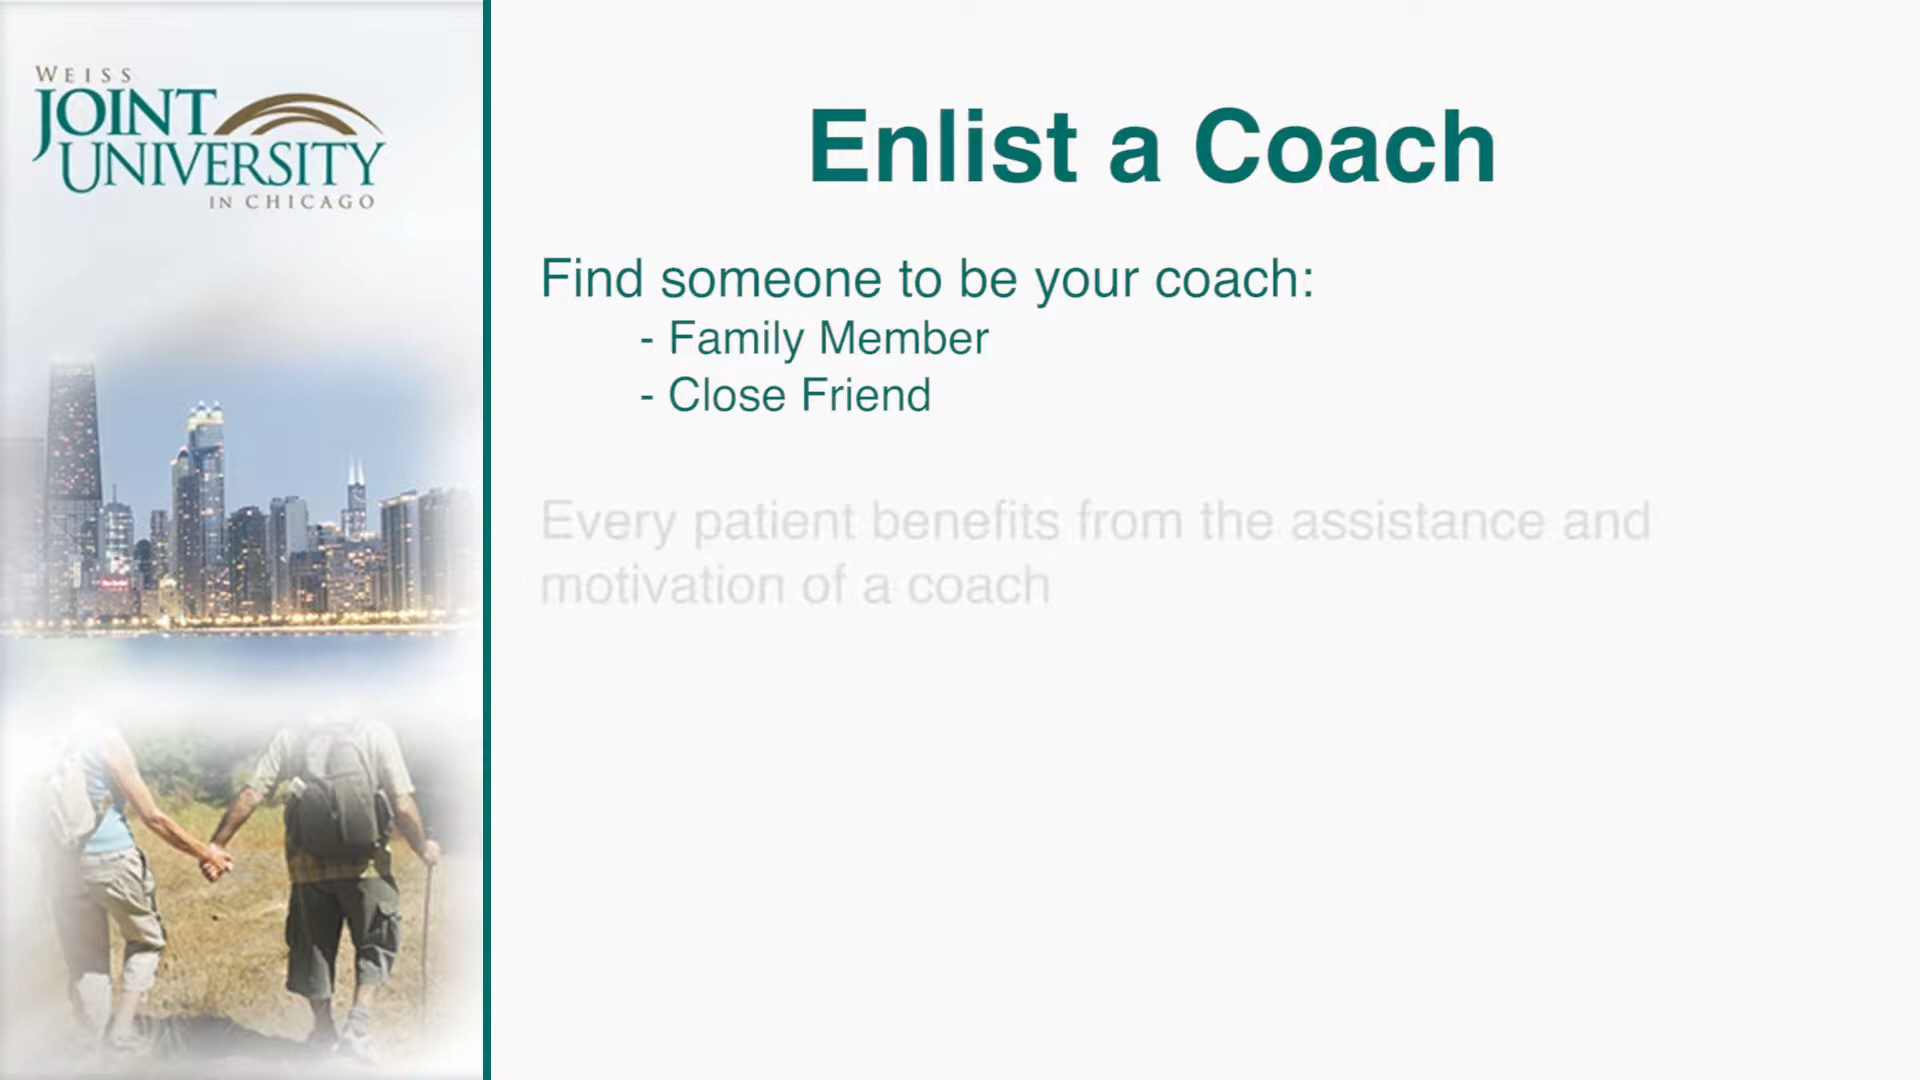 WEISS
JOINT
UNIVERSITY
IN CHICAGO
Enlist a Coach
Find someone to be your coach:
- Family Member
- Close Friend
Every patient benefits from the assistance and
motivation of a coach